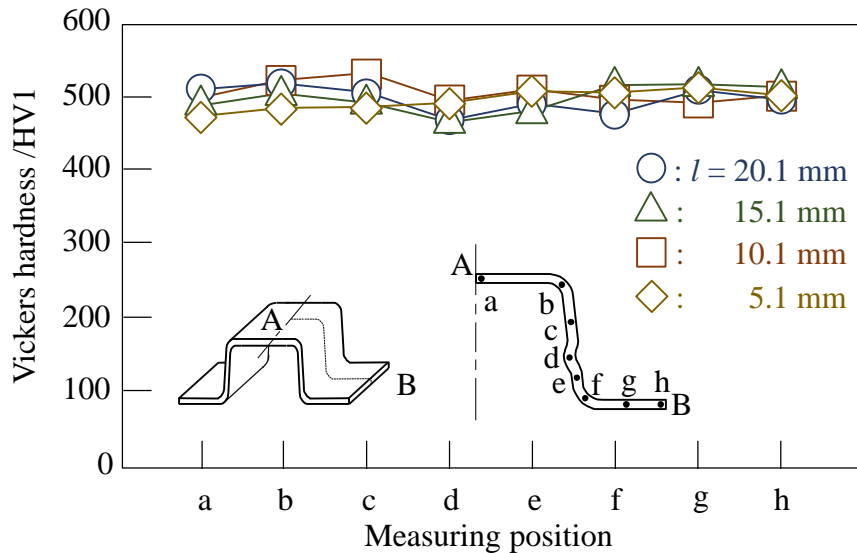 Vickers hardness /HV1
600
500
400
300
200
100
0
: l = 20.1 mm
: 15.1 mm
: 10.1 mm
: 5.1 mm
A
B
A
a
b
c
d
e
f
g
h
B
a b c d e f g h
Measuring position